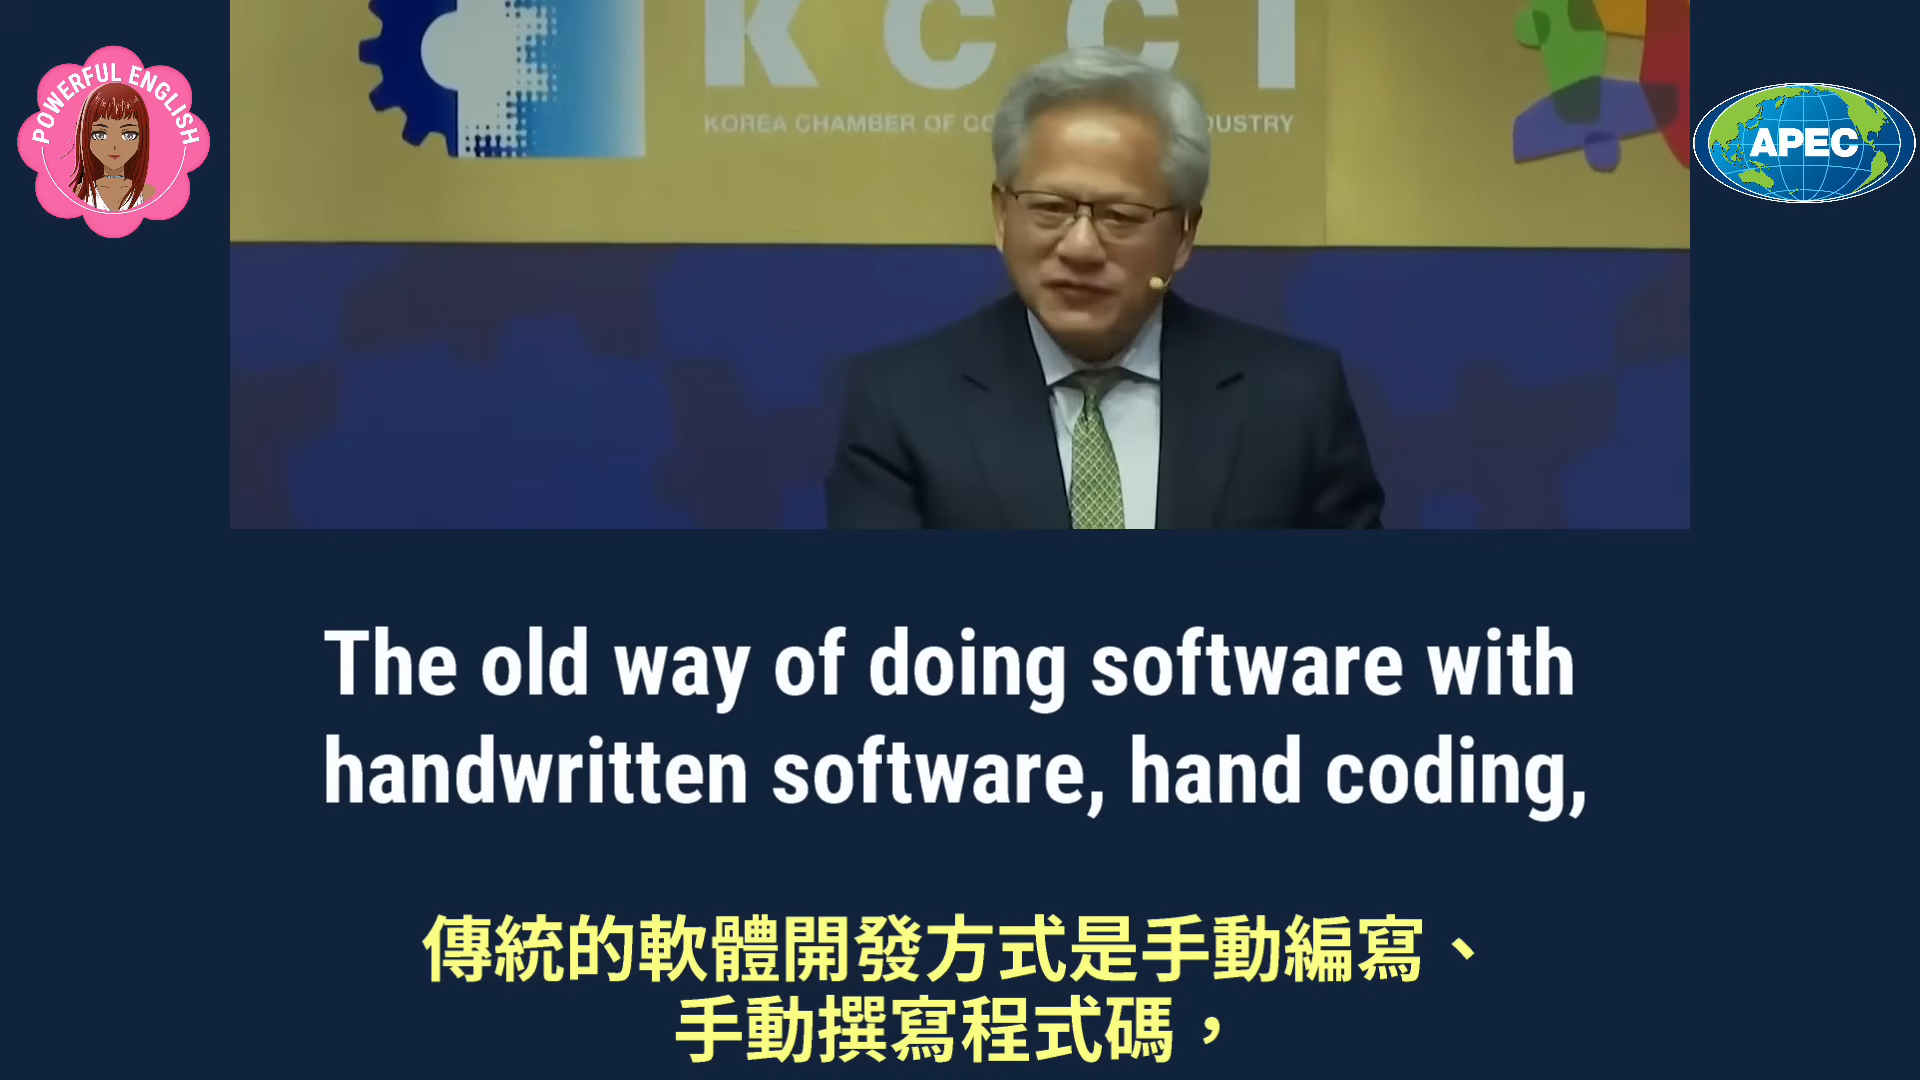 POWERFUL ENGLISH
KCCI
KOREA CHAMBER OF
APEC
The old way of doing software with
handwritten software, hand coding,
傳統的軟體開發方式是手動編寫、
手動撰寫程式碼，